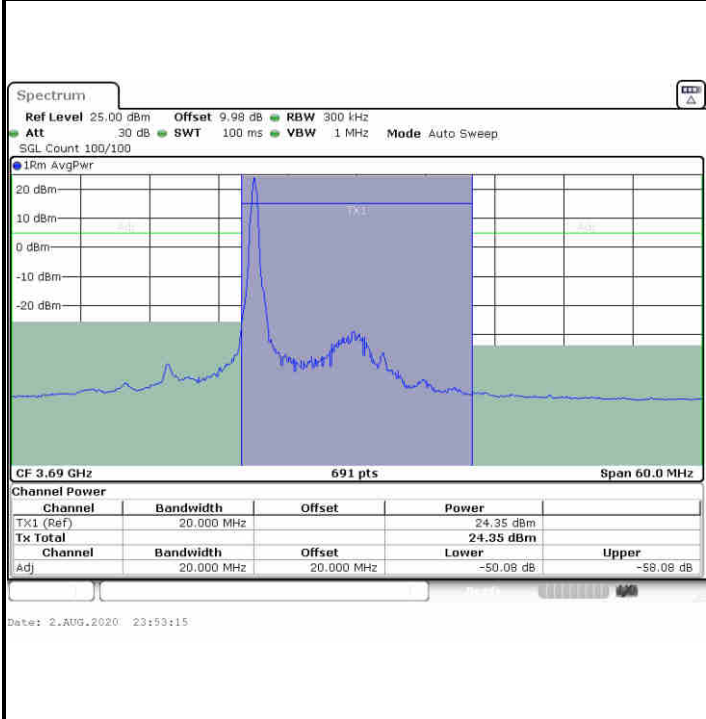 Spectrum
Ref Level 25.00 dBm Offset 9.98 dB RBW 300 kHz
Att 30 dB SWT 100 ms VBW 1 MHz Mode Auto Sweep
SGL Count 100/100
1Rm AvgPwr
20 dBm
TX1
10 dBm
Adj Adj
0 dBm
-10 dBm
-20 dBm
CF 3.69 GHz 691 pts Span 60.0 MHz
Channel Power
Channel Bandwidth Offset Power
TX1 (Ref) 20.000 MHz 24.35 dBm
Tx Total 24.35 dBm
Channel Bandwidth Offset Lower Upper
Adj 20.000 MHz 20.000 MHz -50.08 dB -58.08 dB
Date: 2.AUG.2020 23:53:15